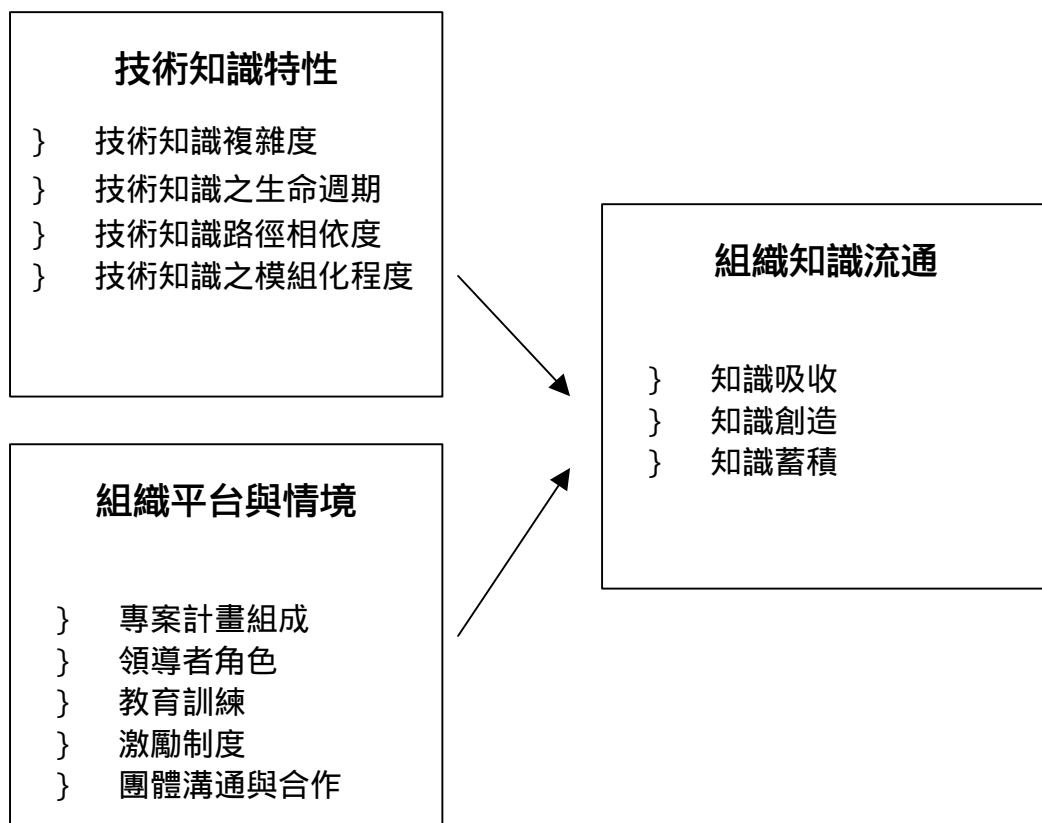 技術知識特性
} 技術知識複雜度
} 技術知識之生命週期
} 技術知識路徑相依度
} 技術知識之模組化程度
組織平台與情境
} 專案計畫組成
} 領導者角色
} 教育訓練
} 激勵制度
} 團體溝通與合作
組織知識流通
} 知識吸收
} 知識創造
} 知識蓄積